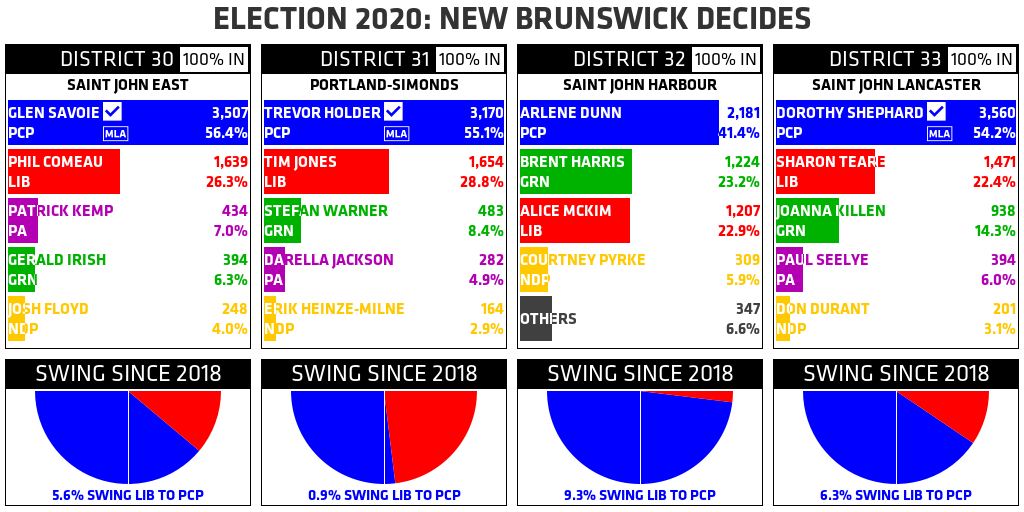 ELECTION 2020: NEW BRUNSWICK DECIDES
DISTRICT 30 100% IN
SAINT JOHN EAST
GLEN SAVOIE 3,507
PCP MLA 56.4%
PHIL COMEAU 1,639
LIB 26.3%
PATRICK KEMP 434
PA 7.0%
GERALD IRISH 394
GRN 6.3%
JOSH FLOYD 248
NDP 4.0%
SWING SINCE 2018
5.6% SWING LIB TO PCP
DISTRICT 31 100% IN
PORTLAND-SIMONDS
TREVOR HOLDER 3,170
PCP MLA 55.1%
TIM JONES 1,654
LIB 28.8%
STEFAN WARNER 483
GRN 8.4%
DARELLA JACKSON 282
PA 4.9%
ERIK HEINZE-MILNE 164
NDP 2.9%
SWING SINCE 2018
0.9% SWING LIB TO PCP
DISTRICT 32 100% IN
SAINT JOHN HARBOUR
ARLENE DUNN 2,181
PCP 41.4%
BRENT HARRIS 1,224
GRN 23.2%
ALICE MCKIM 1,207
LIB 22.9%
COURTNEY PYRKE 309
NDP 5.9%
OTHERS 347
6.6%
SWING SINCE 2018
9.3% SWING LIB TO PCP
DISTRICT 33 100% IN
SAINT JOHN LANCASTER
DOROTHY SHEPHARD 3,560
PCP MLA 54.2%
SHARON TEARE 1,471
LIB 22.4%
JOANNA KILLEN 938
GRN 14.3%
PAUL SEELYE 394
PA 6.0%
DON DURANT 201
NDP 3.1%
SWING SINCE 2018
6.3% SWING LIB TO PCP